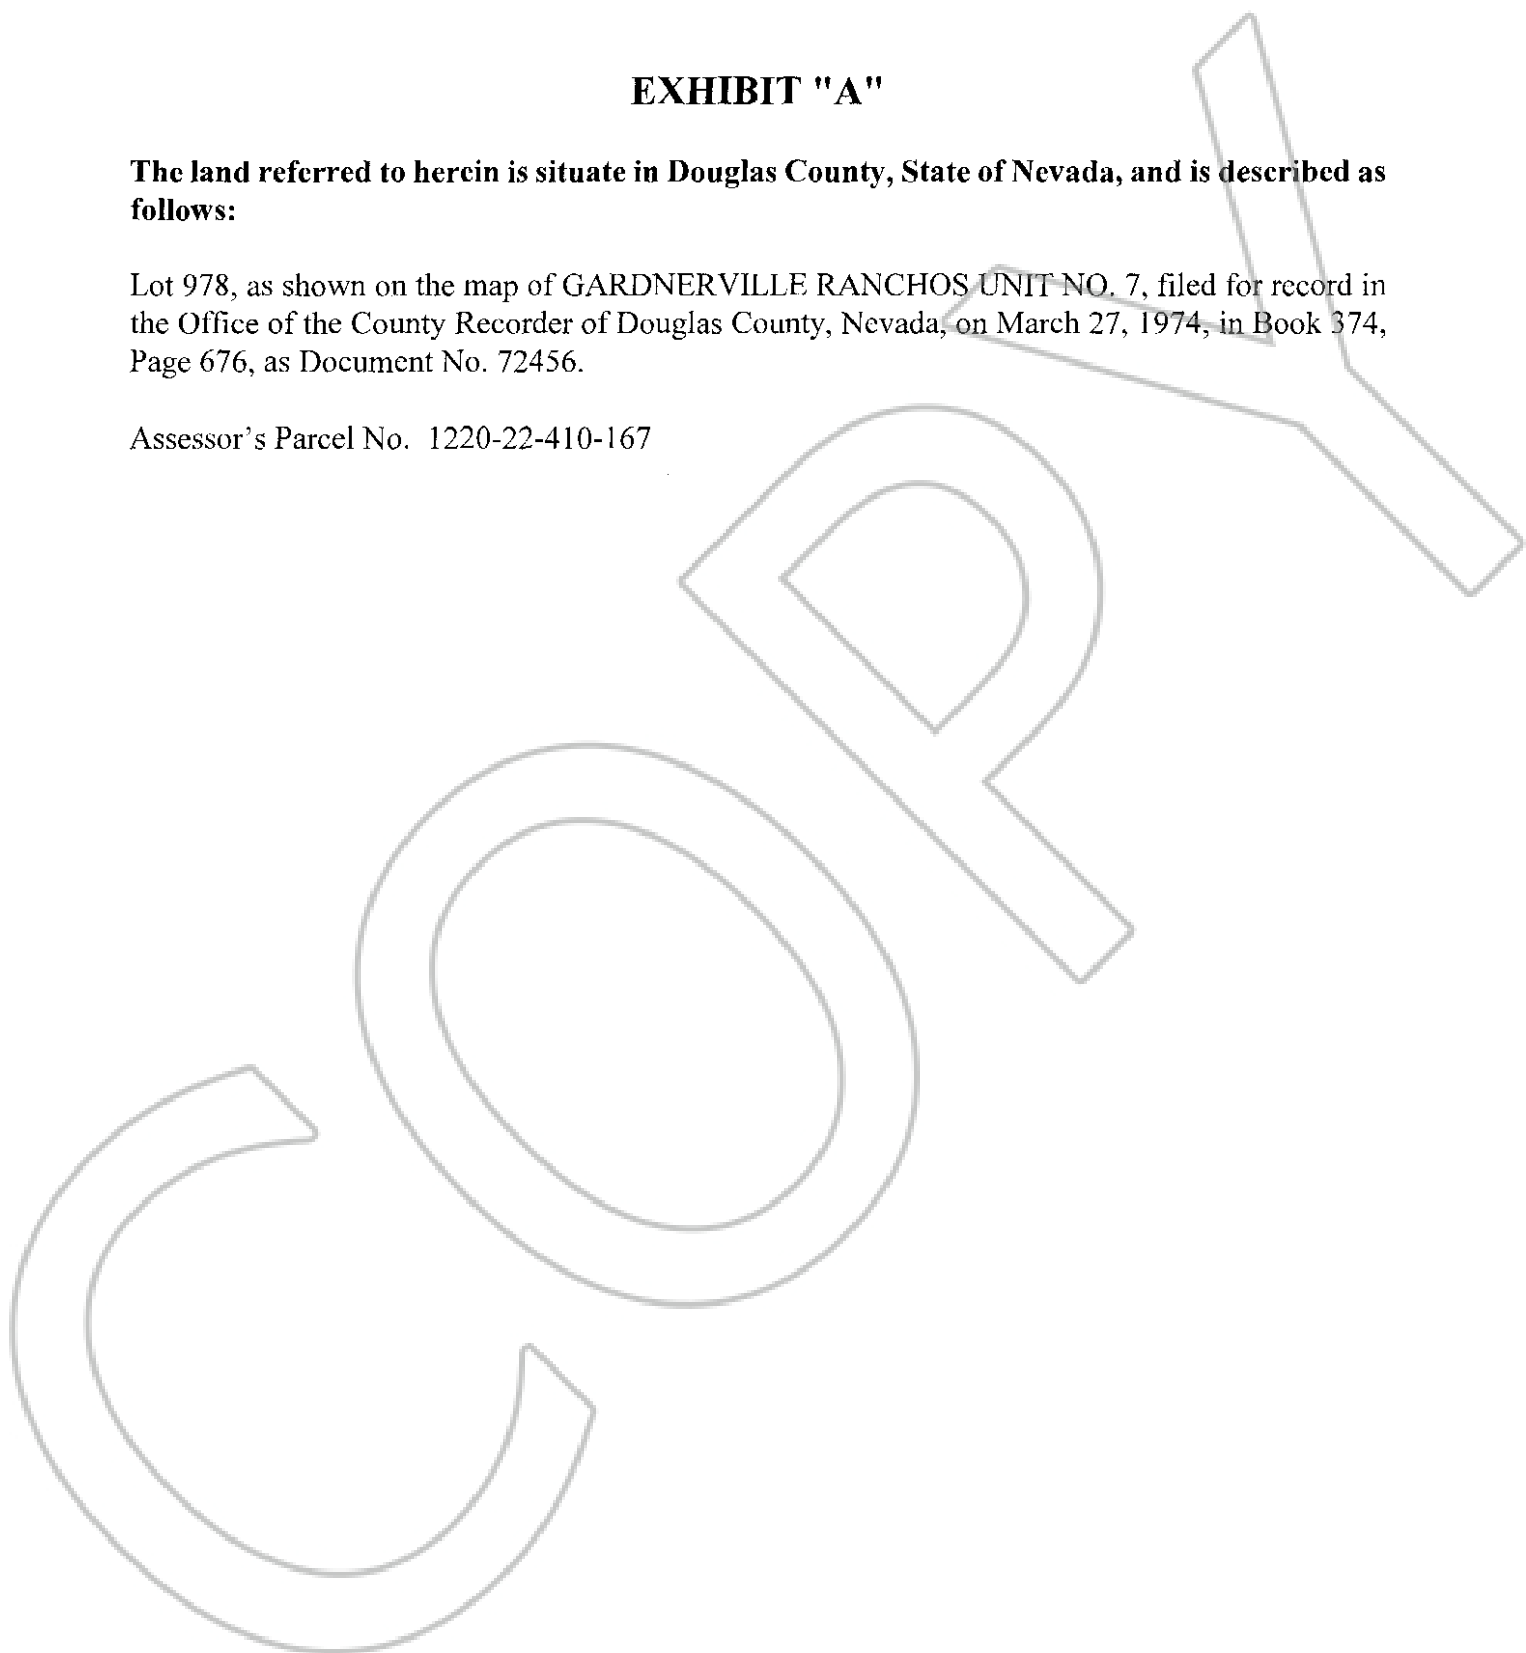 EXHIBIT "A"
The land referred to herein is situate in Douglas County, State of Nevada, and is described as
follows:
Lot 978, as shown on the map of GARDNERVILLE RANCHOS UNIT NO. 7, filed for record in
the Office of the County Recorder of Douglas County, Nevada, on March 27, 1974, in Book 374,
Page 676, as Document No. 72456.
Assessor's Parcel No. 1220-22-410-167
COPY